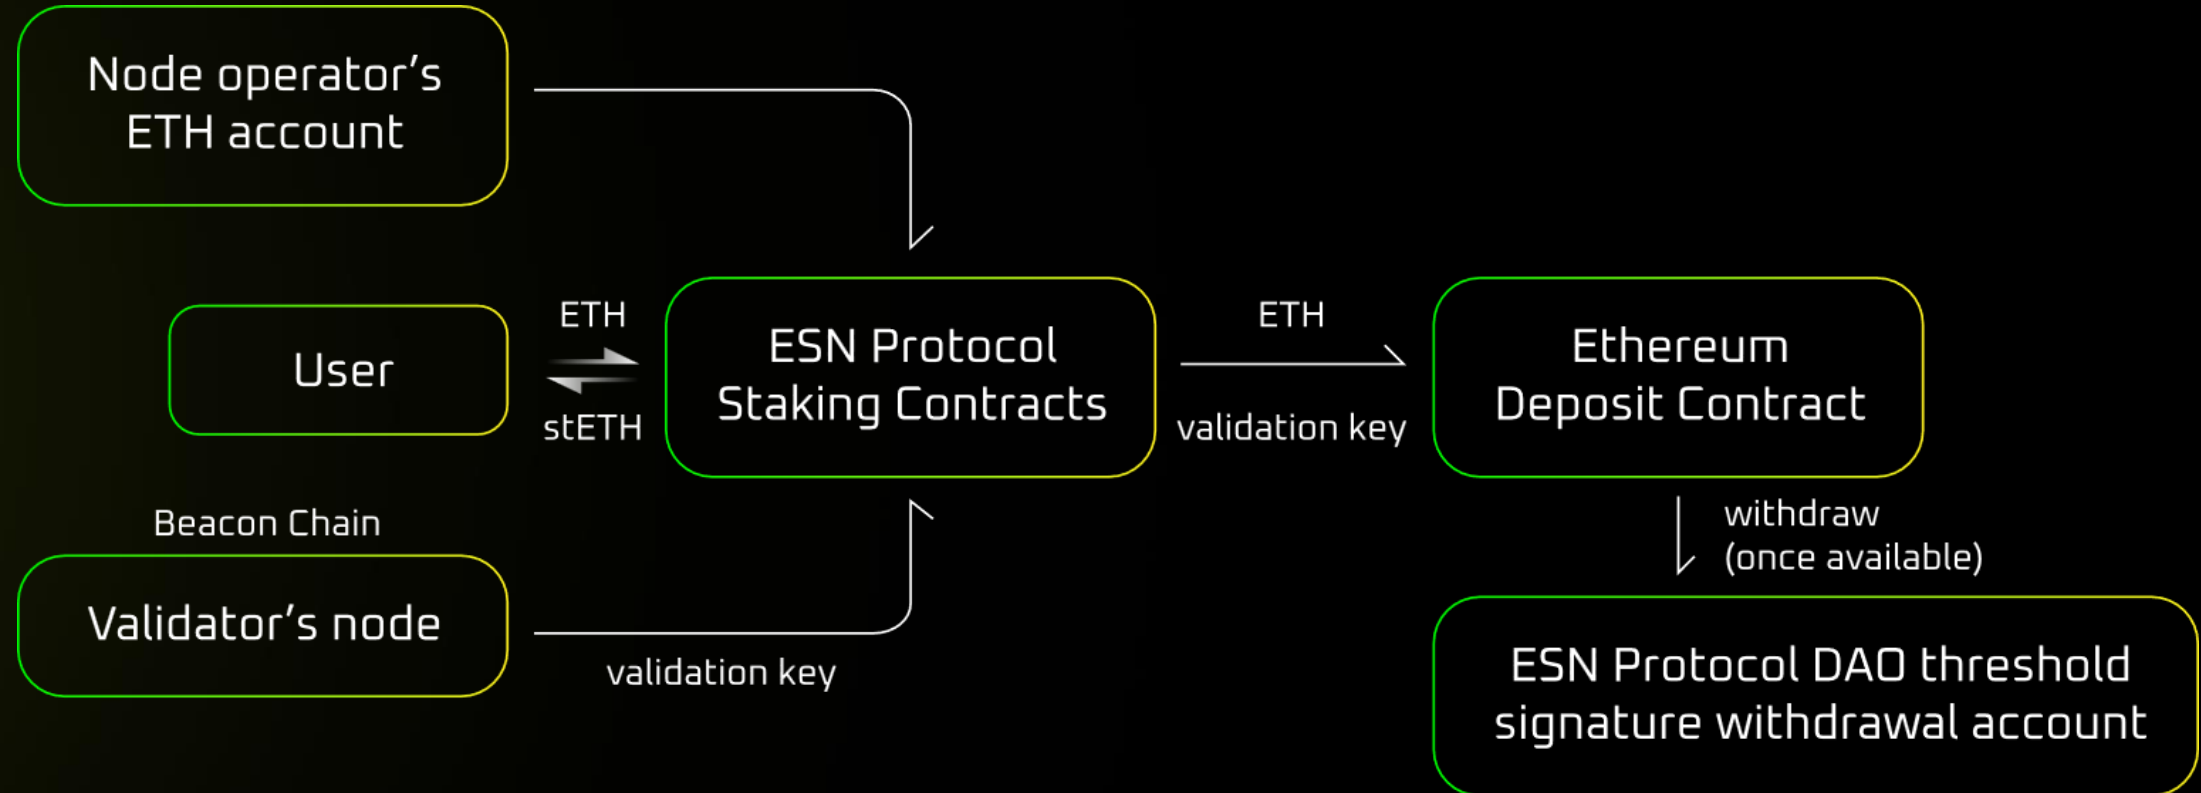 Node operator’s
ETH account
User
ETH
stETH
ESN Protocol
Staking Contracts
ETH
validation key
Ethereum
Deposit Contract
Beacon Chain
Validator’s node
validation key
withdraw
(once available)
ESN Protocol DAO threshold
signature withdrawal account